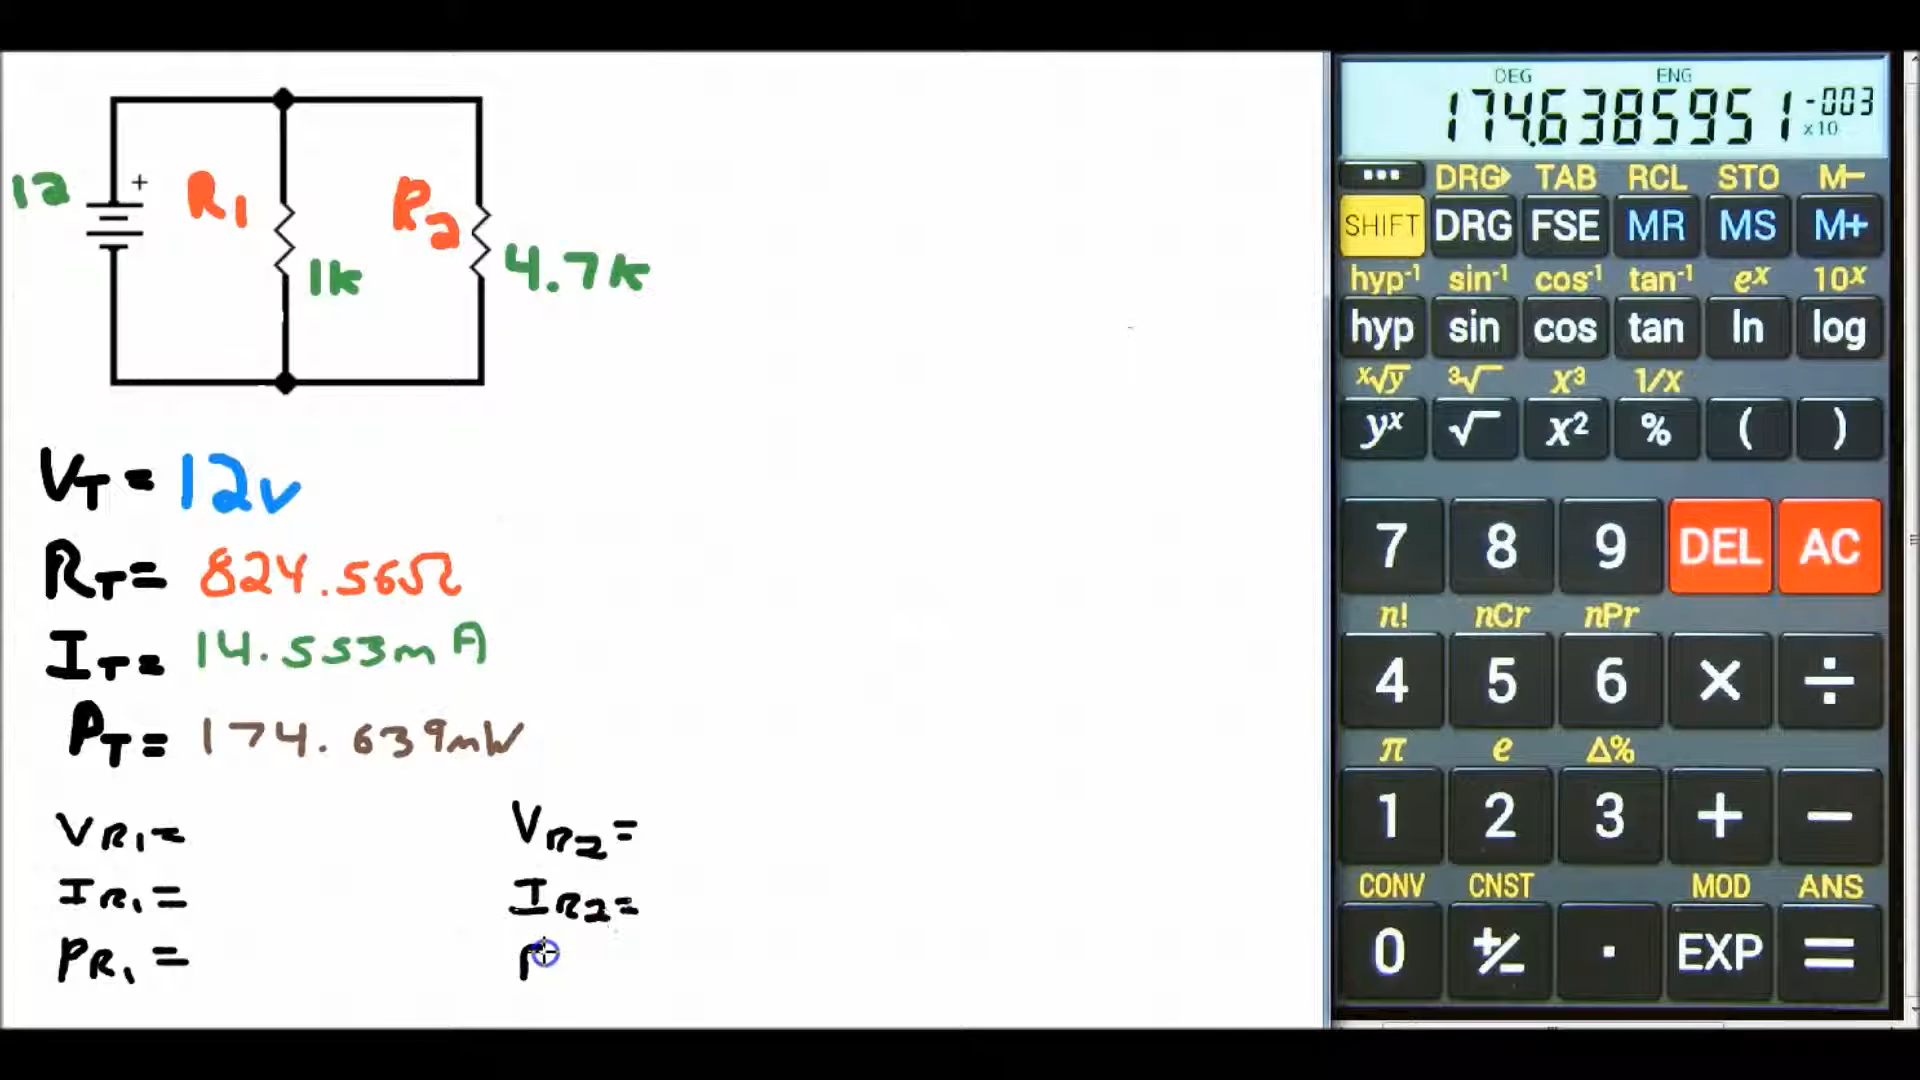 12
+
R1
1k
R2
4.7k
VT = 12v
RT= 824.56Ω
IT= 14.553mA
PT= 174.639mW
VR1=
IR1=
PR1=
VR2=
IR2=
P
DEG ENG
174.6385951 x10 -003
... DRG▸ TAB RCL STO M−
SHIFT DRG FSE MR MS M+
hyp⁻¹ sin⁻¹ cos⁻¹ tan⁻¹ eˣ 10ˣ
hyp sin cos tan ln log
ˣ√y ³√ x³ 1/x
yˣ √ x² % ( )
7 8 9 DEL AC
n! nCr nPr
4 5 6 × ÷
π e Δ%
1 2 3 + −
CONV CNST MOD ANS
0 +/− . EXP =